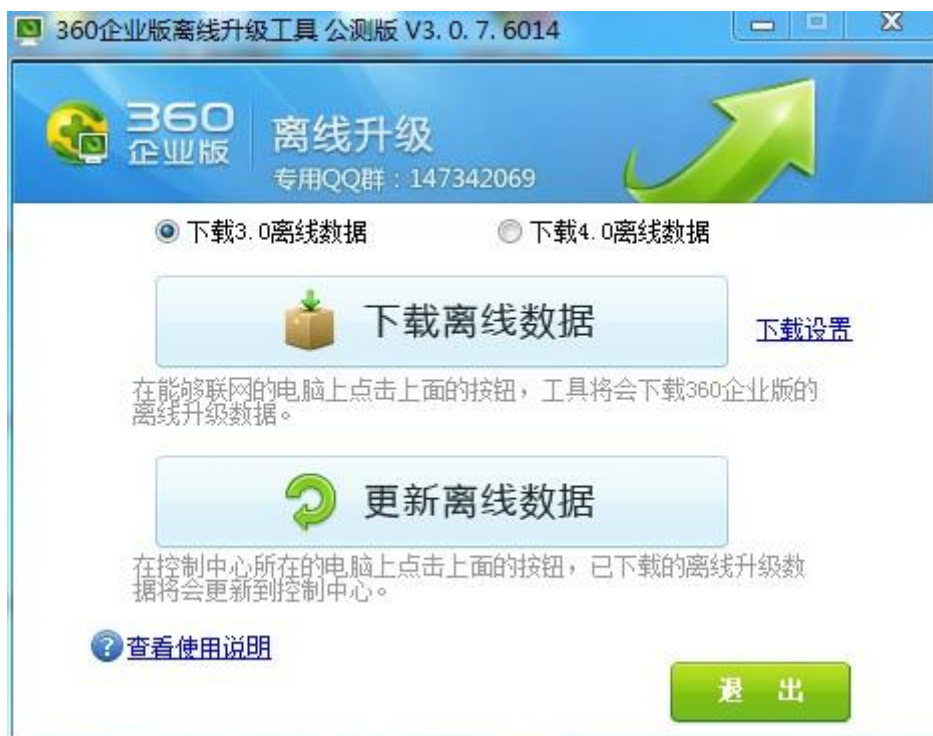 360企业版离线升级工具 公测版 V3.0.7.6014
360
企业版
离线升级
专用QQ群：147342069
下载3.0离线数据
下载4.0离线数据
下载离线数据
下载设置
在能够联网的电脑上点击上面的按钮，工具将会下载360企业版的
离线升级数据。
更新离线数据
在控制中心所在的电脑上点击上面的按钮，已下载的离线升级数
据将会更新到控制中心。
?
查看使用说明
退 出